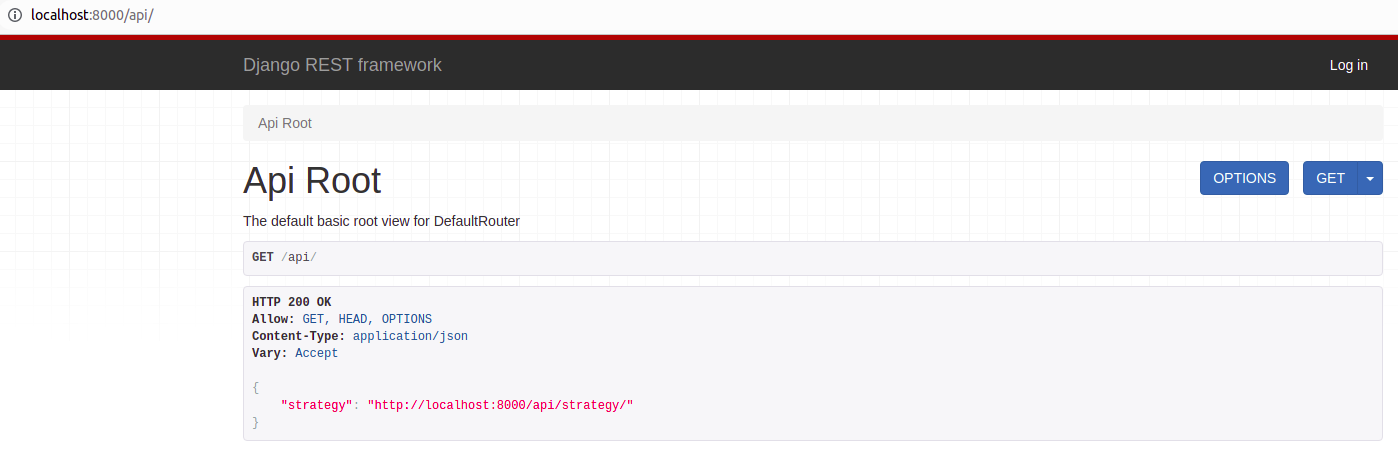 localhost:8000/api/
Django REST framework Log in
Api Root
Api Root OPTIONS GET
The default basic root view for DefaultRouter
GET /api/
HTTP 200 OK
Allow: GET, HEAD, OPTIONS
Content-Type: application/json
Vary: Accept
{
    "strategy": "http://localhost:8000/api/strategy/"
}